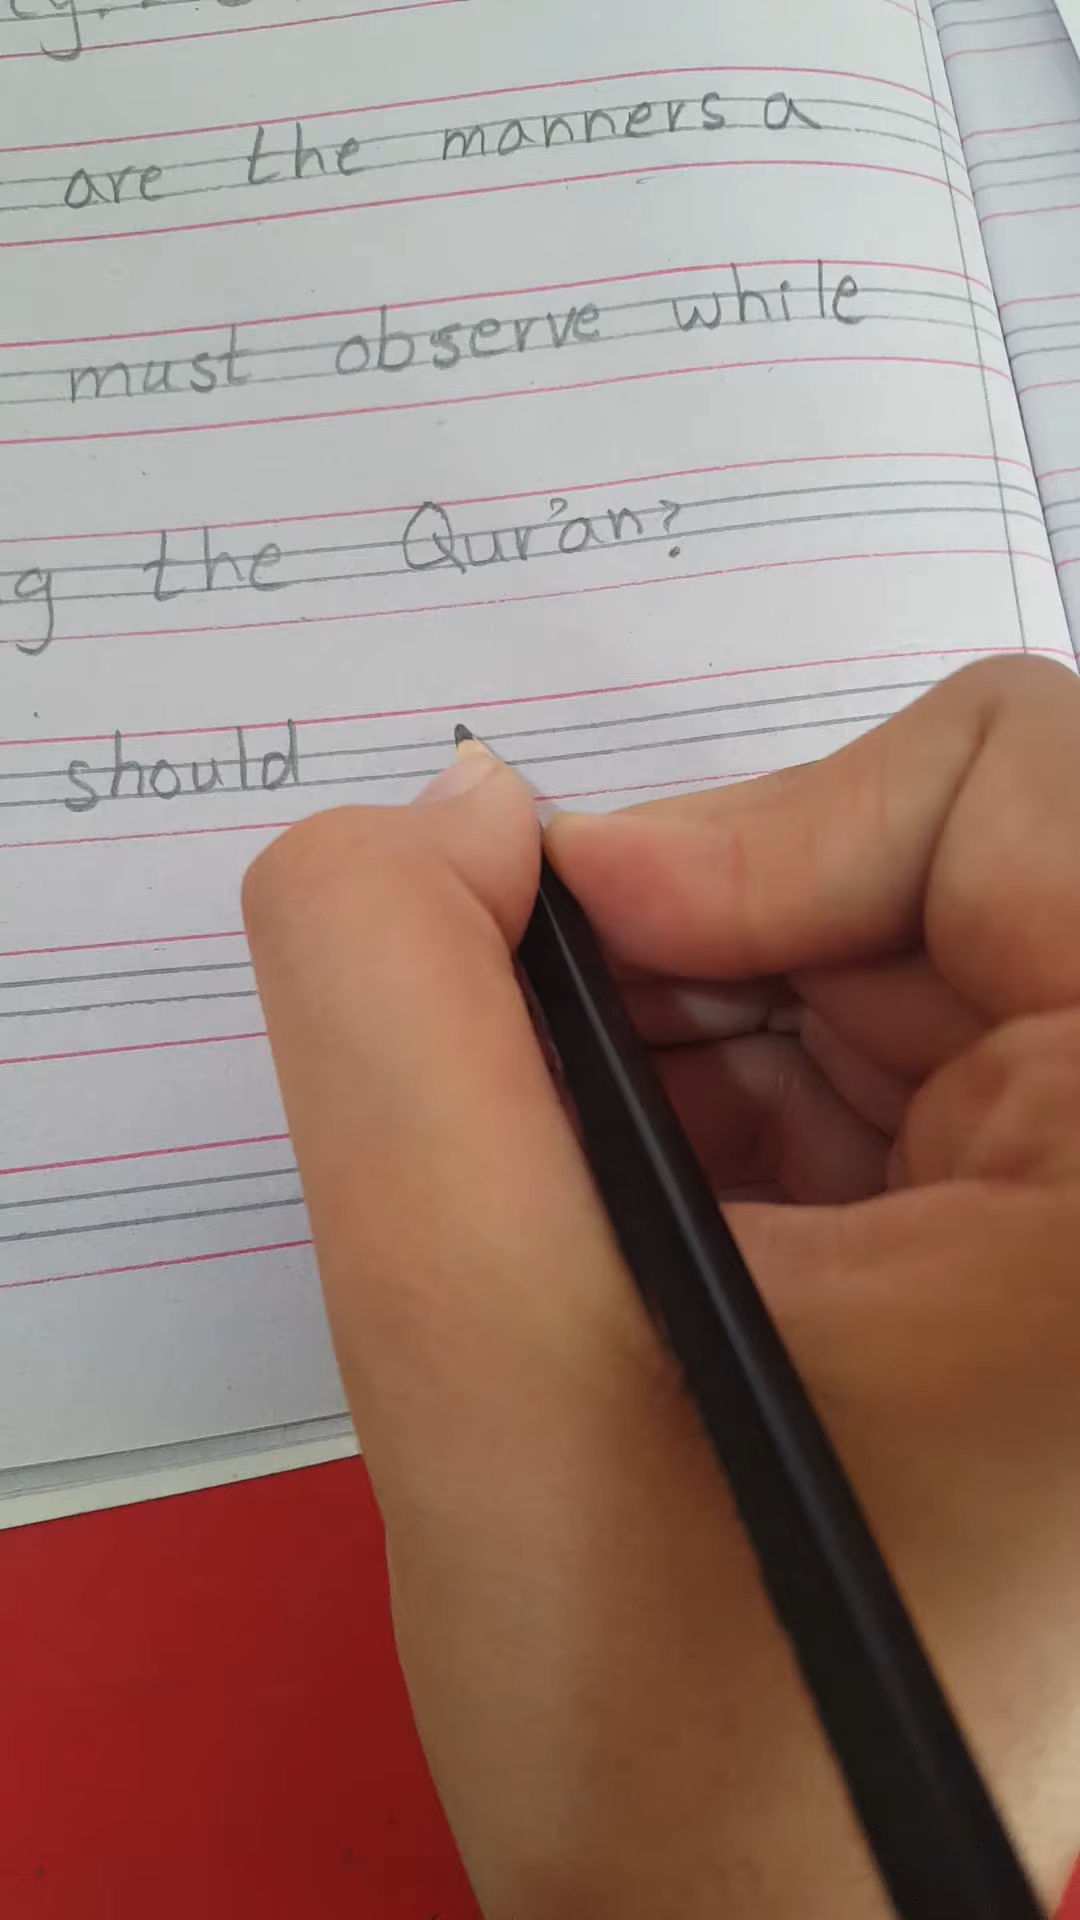 are the manners a
must observe while
g the Qur'an?
should